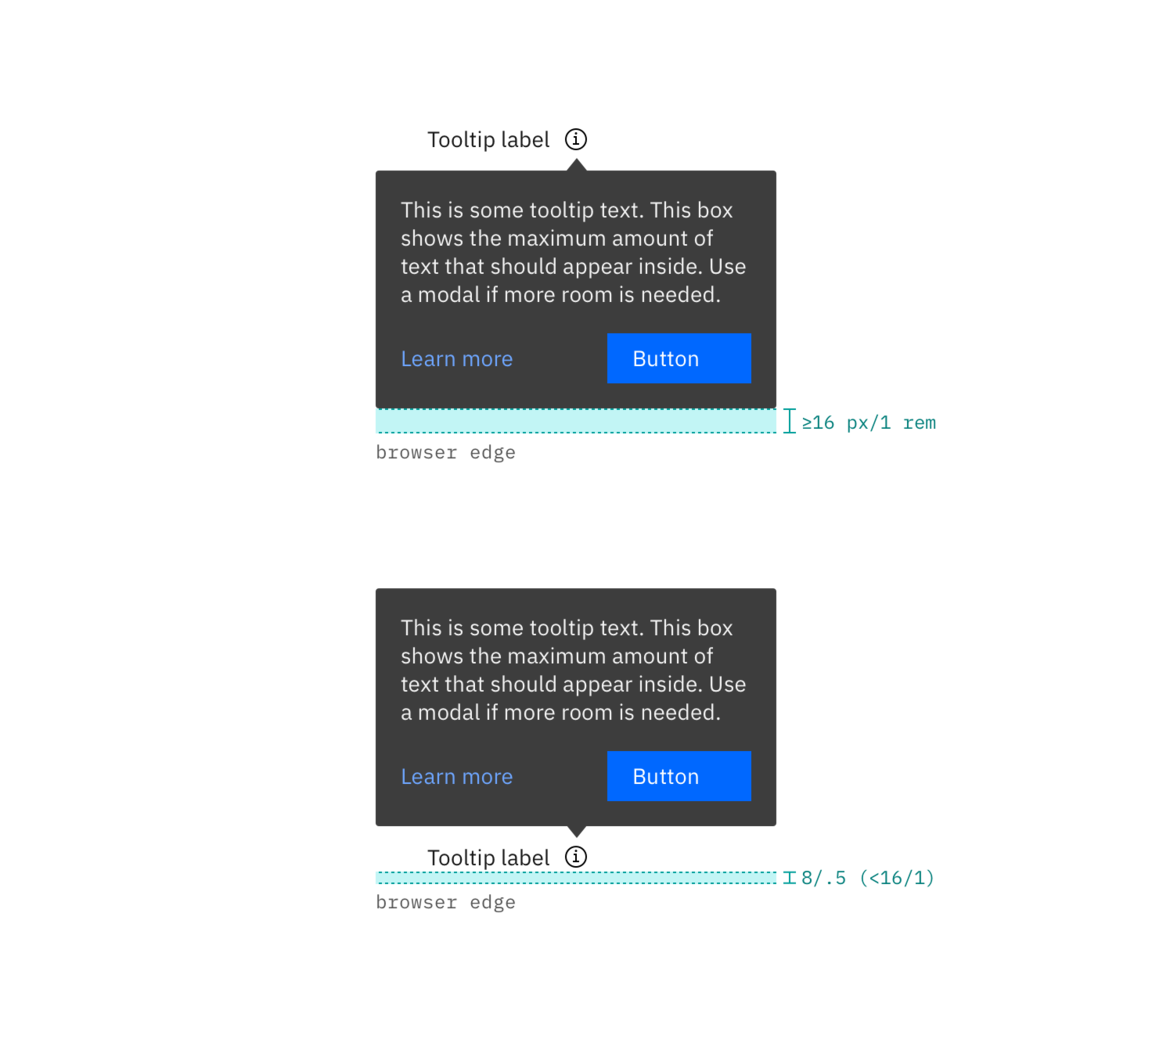 Tooltip label
This is some tooltip text. This box
shows the maximum amount of
text that should appear inside. Use
a modal if more room is needed.
Learn more
Button
≥16 px/1 rem
browser edge
This is some tooltip text. This box
shows the maximum amount of
text that should appear inside. Use
a modal if more room is needed.
Learn more
Button
Tooltip label
8/.5 (<16/1)
browser edge